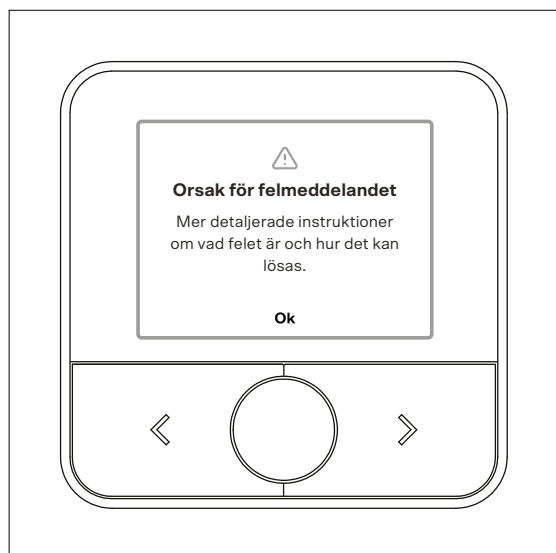 Orsak för felmeddelandet
Mer detaljerade instruktioner
om vad felet är och hur det kan
lösas.
Ok